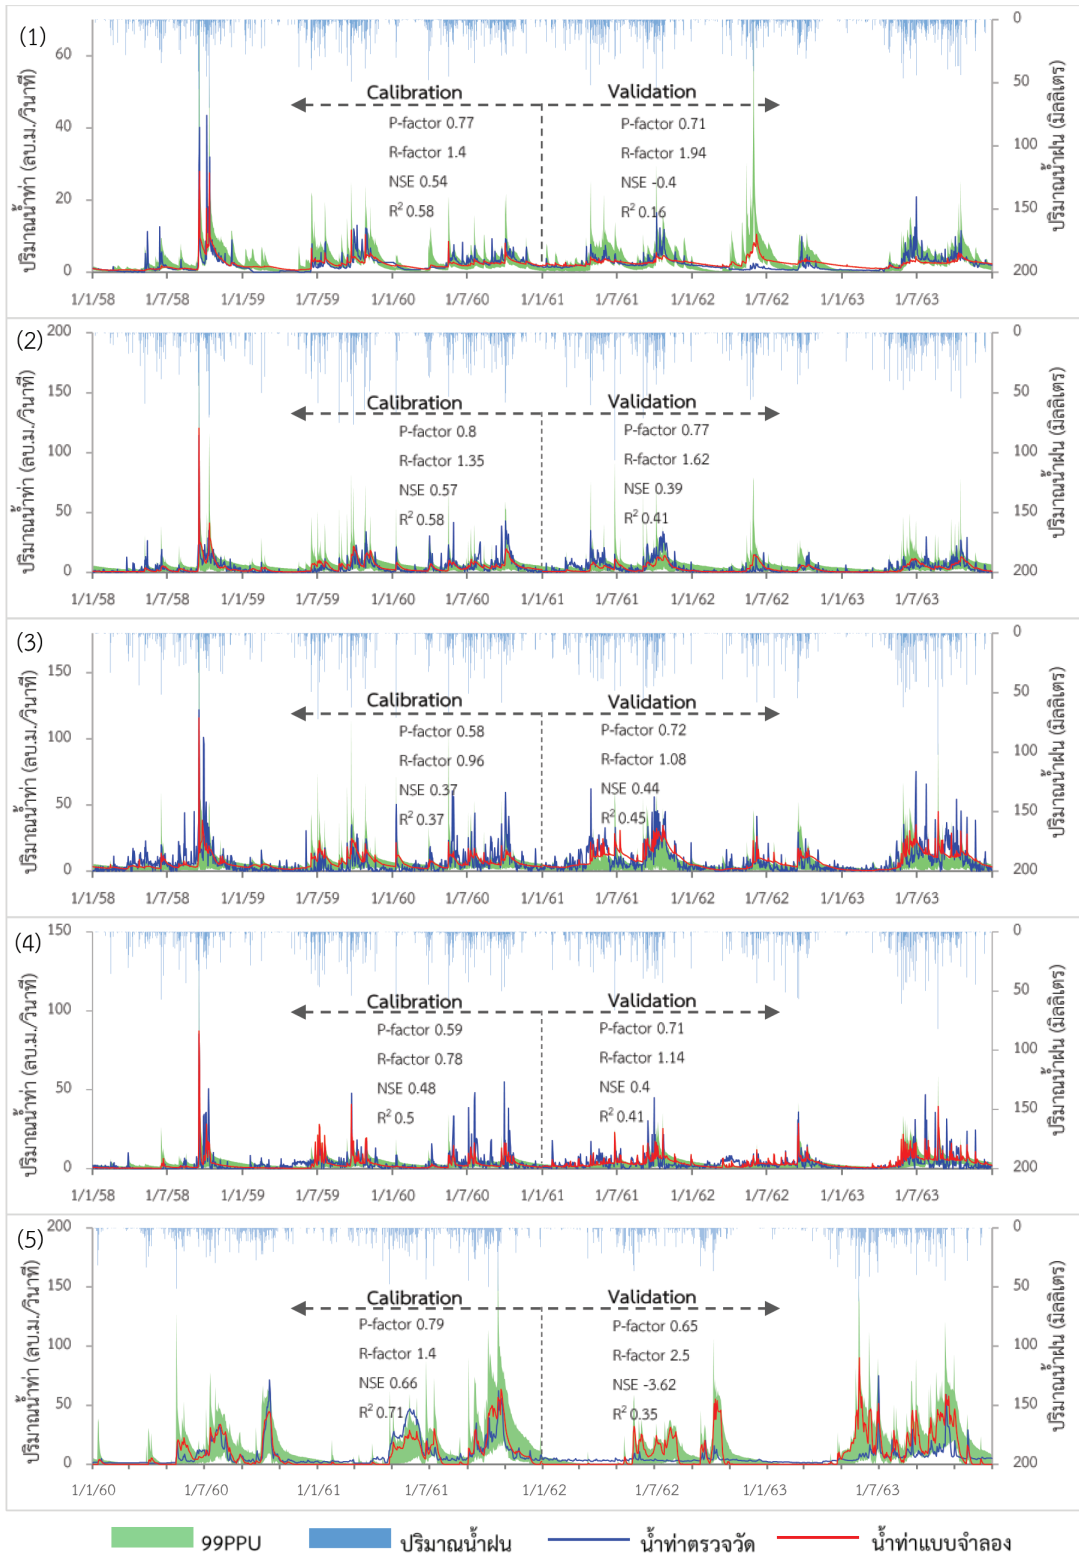 (1)
ปริมาณน้ำท่า (ลบ.ม./วินาที)
60
40
20
0
0
50
100
150
200
ปริมาณน้ำฝน (มิลลิเมตร)
Calibration
Validation
P-factor 0.77
R-factor 1.4
NSE 0.54
R² 0.58
P-factor 0.71
R-factor 1.94
NSE -0.4
R² 0.16
1/1/58 1/7/58 1/1/59 1/7/59 1/1/60 1/7/60 1/1/61 1/7/61 1/1/62 1/7/62 1/1/63 1/7/63
(2)
ปริมาณน้ำท่า (ลบ.ม./วินาที)
200
150
100
50
0
0
50
100
150
200
ปริมาณน้ำฝน (มิลลิเมตร)
Calibration
Validation
P-factor 0.8
R-factor 1.35
NSE 0.57
R² 0.58
P-factor 0.77
R-factor 1.62
NSE 0.39
R² 0.41
1/1/58 1/7/58 1/1/59 1/7/59 1/1/60 1/7/60 1/1/61 1/7/61 1/1/62 1/7/62 1/1/63 1/7/63
(3)
ปริมาณน้ำท่า (ลบ.ม./วินาที)
150
100
50
0
0
50
100
150
200
ปริมาณน้ำฝน (มิลลิเมตร)
Calibration
Validation
P-factor 0.58
R-factor 0.96
NSE 0.37
R² 0.37
P-factor 0.72
R-factor 1.08
NSE 0.44
R² 0.45
1/1/58 1/7/58 1/1/59 1/7/59 1/1/60 1/7/60 1/1/61 1/7/61 1/1/62 1/7/62 1/1/63 1/7/63
(4)
ปริมาณน้ำท่า (ลบ.ม./วินาที)
150
100
50
0
0
50
100
150
200
ปริมาณน้ำฝน (มิลลิเมตร)
Calibration
Validation
P-factor 0.59
R-factor 0.78
NSE 0.48
R² 0.5
P-factor 0.71
R-factor 1.14
NSE 0.4
R² 0.41
1/1/58 1/7/58 1/1/59 1/7/59 1/1/60 1/7/60 1/1/61 1/7/61 1/1/62 1/7/62 1/1/63 1/7/63
(5)
ปริมาณน้ำท่า (ลบ.ม./วินาที)
200
150
100
50
0
0
50
100
150
200
ปริมาณน้ำฝน (มิลลิเมตร)
Calibration
Validation
P-factor 0.79
R-factor 1.4
NSE 0.66
R² 0.71
P-factor 0.65
R-factor 2.5
NSE -3.62
R² 0.35
1/1/60 1/7/60 1/1/61 1/7/61 1/1/62 1/7/62 1/1/63 1/7/63
99PPU ปริมาณน้ำฝน น้ำท่าตรวจวัด น้ำท่าแบบจำลอง